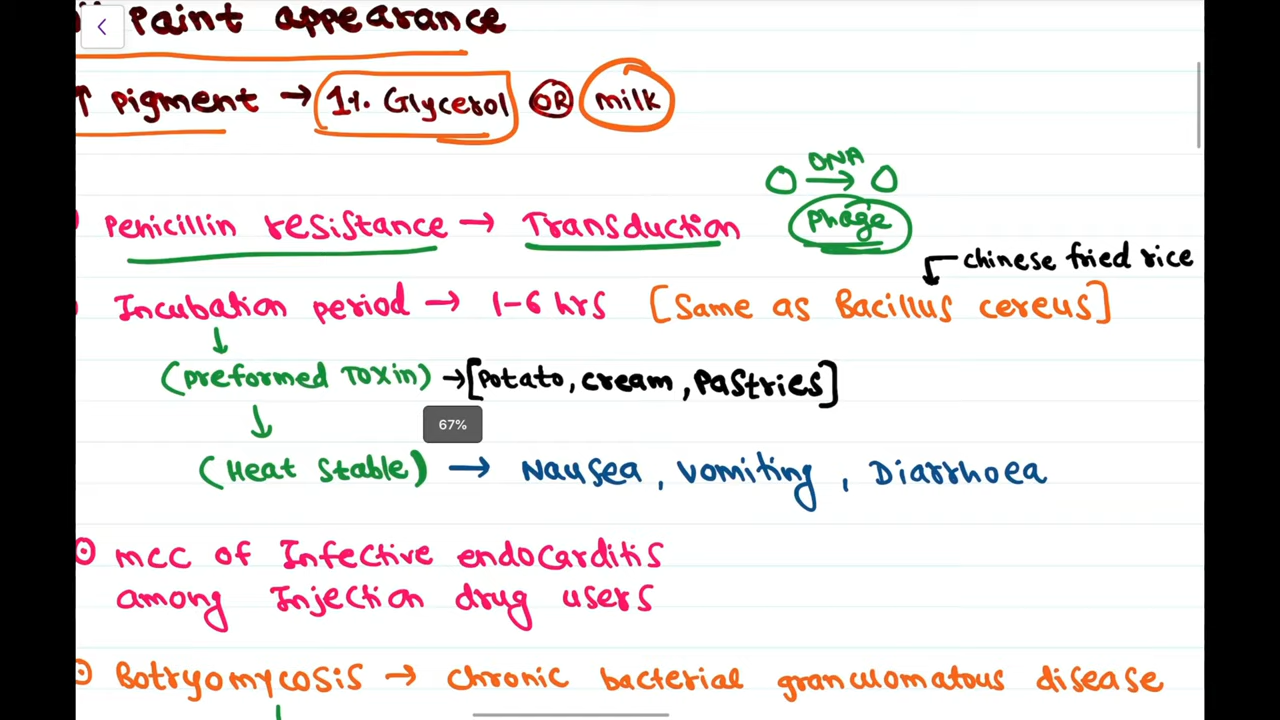 Paint appearance
↑ Pigment → 1% Glycerol OR milk
DNA
Penicillin resistance → Transduction Phage
chinese fried rice
Incubation period → 1-6 hrs [Same as Bacillus cereus]
(Preformed Toxin) → [Potato, cream, Pastries]
67%
(Heat Stable) → Nausea, vomiting, Diarrhoea
mcc of Infective endocarditis
among Injection drug users
Botryomycosis → chronic bacterial granulomatous disease